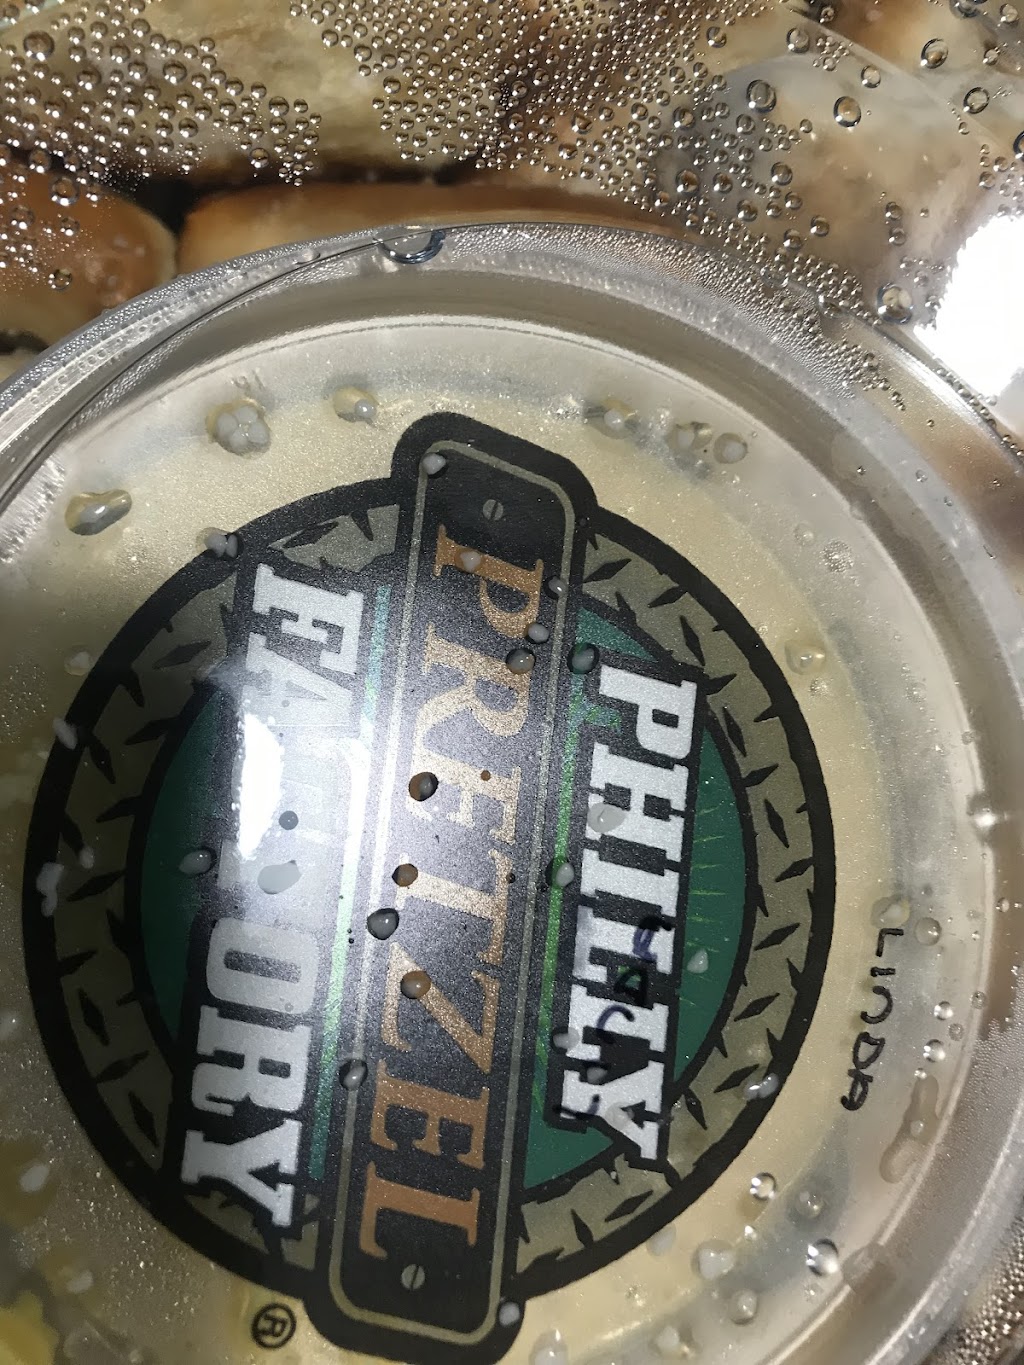 PHILLY
PRETZEL
FACTORY
®
LINDA